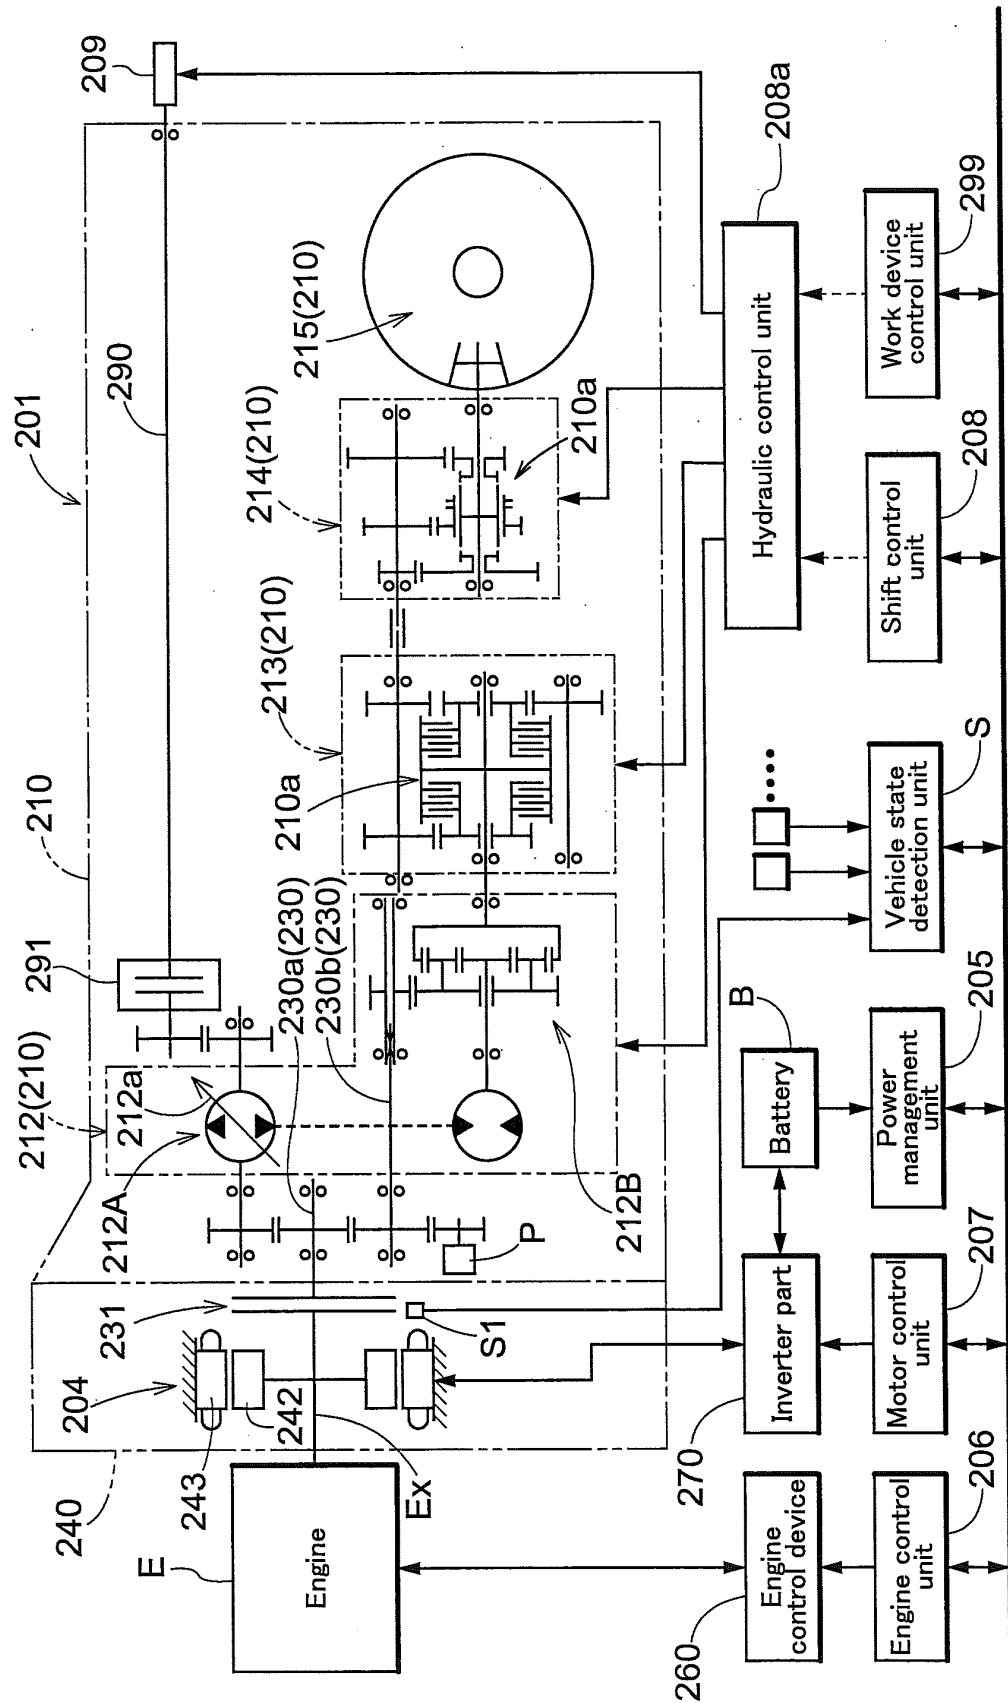 201
210
290
209
212(210)
291
212a
212A
230a(230)
230b(230)
213(210)
214(210)
215(210)
210a
210a
240
204
243
242
231
E
Engine
Ex
S1
P
212B
208a
Hydraulic control unit
270
Inverter part
Battery
B
260
Engine
control device
Engine control
unit
206
Motor control
unit
207
Power
management
unit
205
Vehicle state
detection unit
S
Shift control
unit
208
Work device
control unit
299